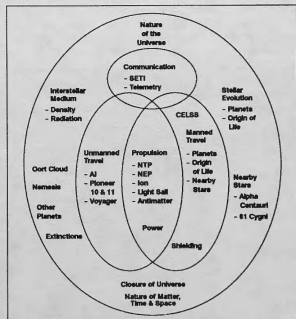 Nature
of the
Universe
Communication
- SETI
- Telemetry
Interstellar
Medium
- Density
- Radiation
Stellar
Evolution
- Planets
- Origin
of Life
CELSS
Manned
Travel
- Planets
- Origin
of Life
- Nearby
Stars
Unmanned
Travel
- AI
- Pioneer
10 & 11
- Voyager
Propulsion
- NTP
- NEP
- Ion
- Light Sail
- Antimatter
Oort Cloud
Nemesis
Other
Planets
Extinctions
Nearby
Stars
- Alpha
Centauri
- 61 Cygni
Power
Shielding
Closure of Universe
Nature of Matter,
Time & Space